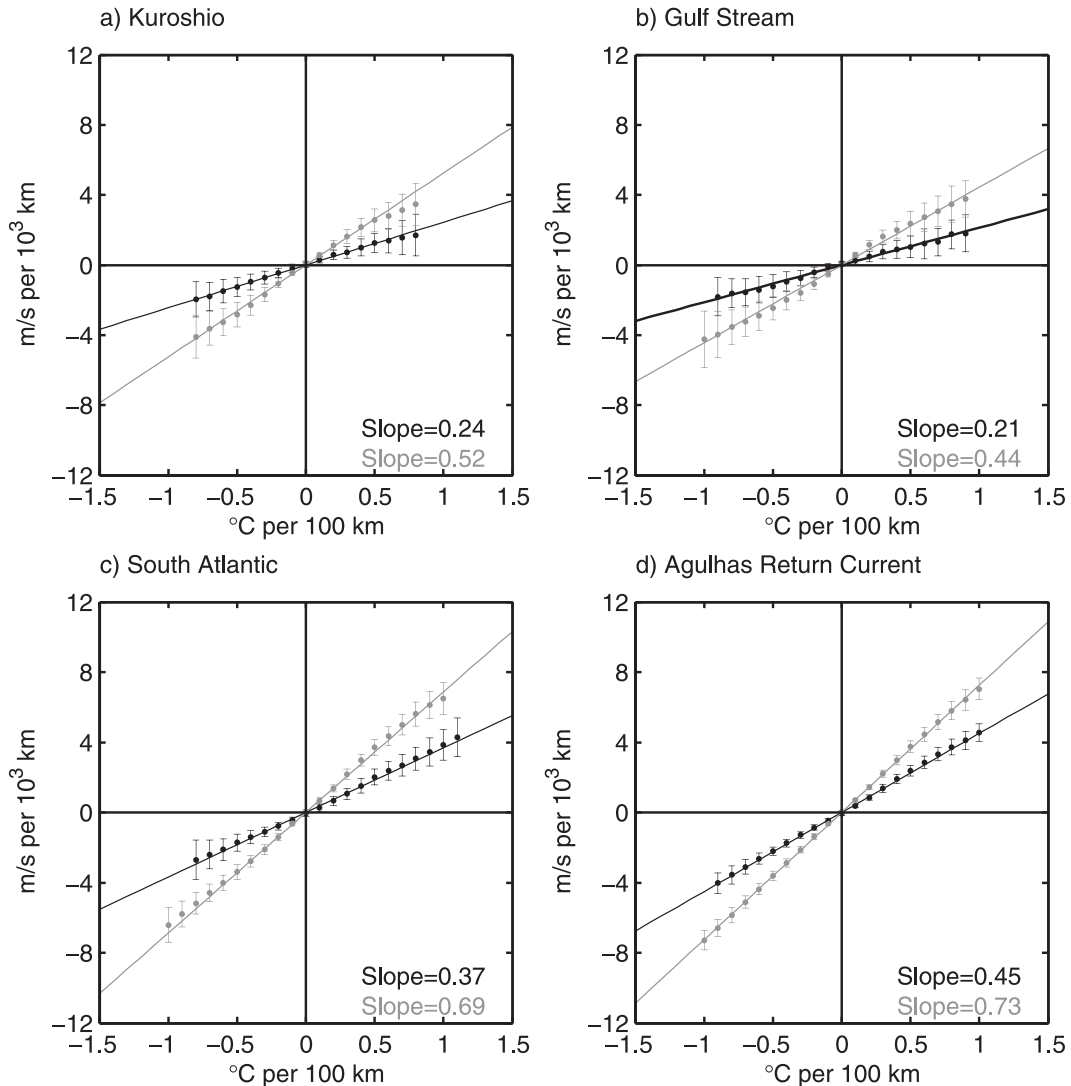 a) Kuroshio
12
8
4
0
−4
−8
−12
m/s per 10³ km
Slope=0.24
Slope=0.52
−1.5 −1 −0.5 0 0.5 1 1.5
°C per 100 km
b) Gulf Stream
12
8
4
0
−4
−8
−12
m/s per 10³ km
Slope=0.21
Slope=0.44
−1.5 −1 −0.5 0 0.5 1 1.5
°C per 100 km
c) South Atlantic
12
8
4
0
−4
−8
−12
m/s per 10³ km
Slope=0.37
Slope=0.69
−1.5 −1 −0.5 0 0.5 1 1.5
°C per 100 km
d) Agulhas Return Current
12
8
4
0
−4
−8
−12
m/s per 10³ km
Slope=0.45
Slope=0.73
−1.5 −1 −0.5 0 0.5 1 1.5
°C per 100 km